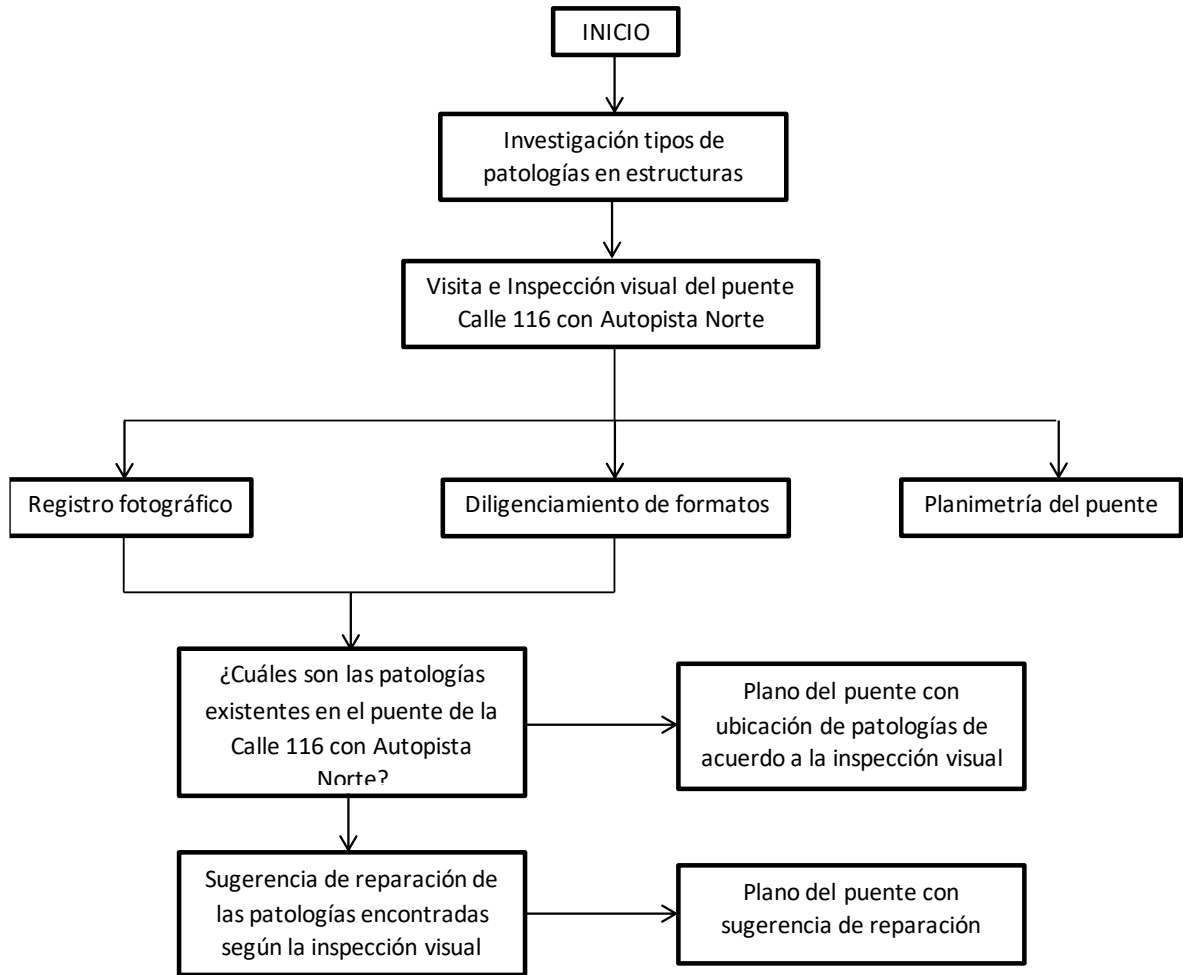 INICIO
Investigación tipos de
patologías en estructuras
Visita e Inspección visual del puente
Calle 116 con Autopista Norte
Registro fotográfico
Diligenciamiento de formatos
Planimetría del puente
¿Cuáles son las patologías
existentes en el puente de la
Calle 116 con Autopista
Norte?
Plano del puente con
ubicación de patologías de
acuerdo a la inspección visual
Sugerencia de reparación de
las patologías encontradas
según la inspección visual
Plano del puente con
sugerencia de reparación